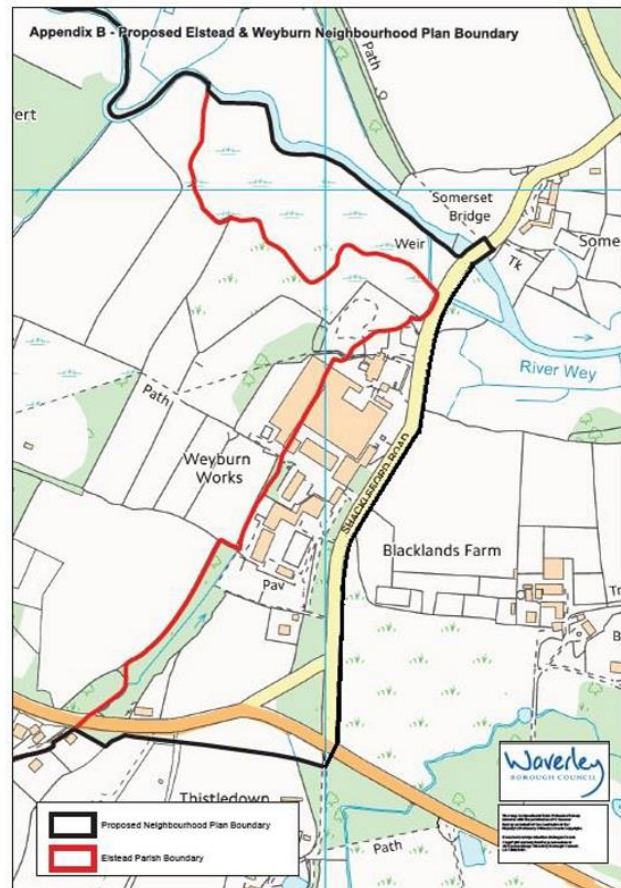 Appendix B - Proposed Elstead & Weyburn Neighbourhood Plan Boundary
Path
ert
Somerset
Bridge
Weir
Some
Tk
River Wey
Path
Weyburn
Works
SHACKLEFORD ROAD
Blacklands Farm
Pav
Tr
B
Thistledown
Path
Waverley
BOROUGH COUNCIL
Proposed Neighbourhood Plan Boundary
Elstead Parish Boundary